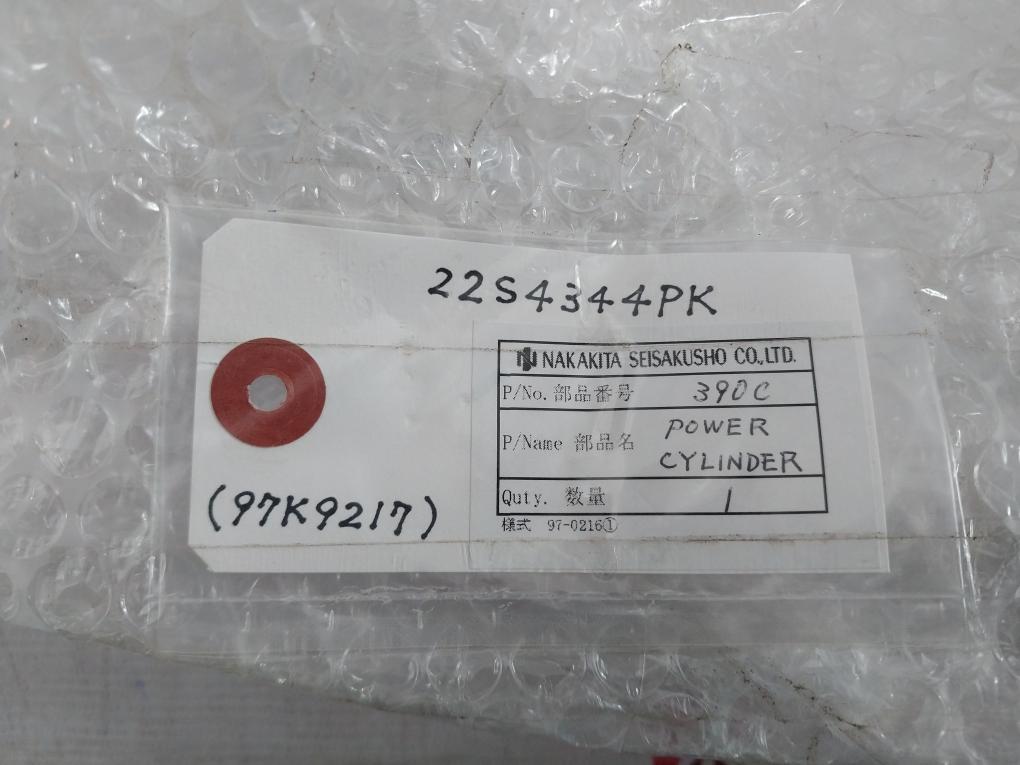 22S4344PK
NAKAKITA SEISAKUSHO CO.,LTD.
P/No. 部品番号 390C
P/Name 部品名 POWER
CYLINDER
Quty. 数量 1
様式 97-0216①
(97K9217)